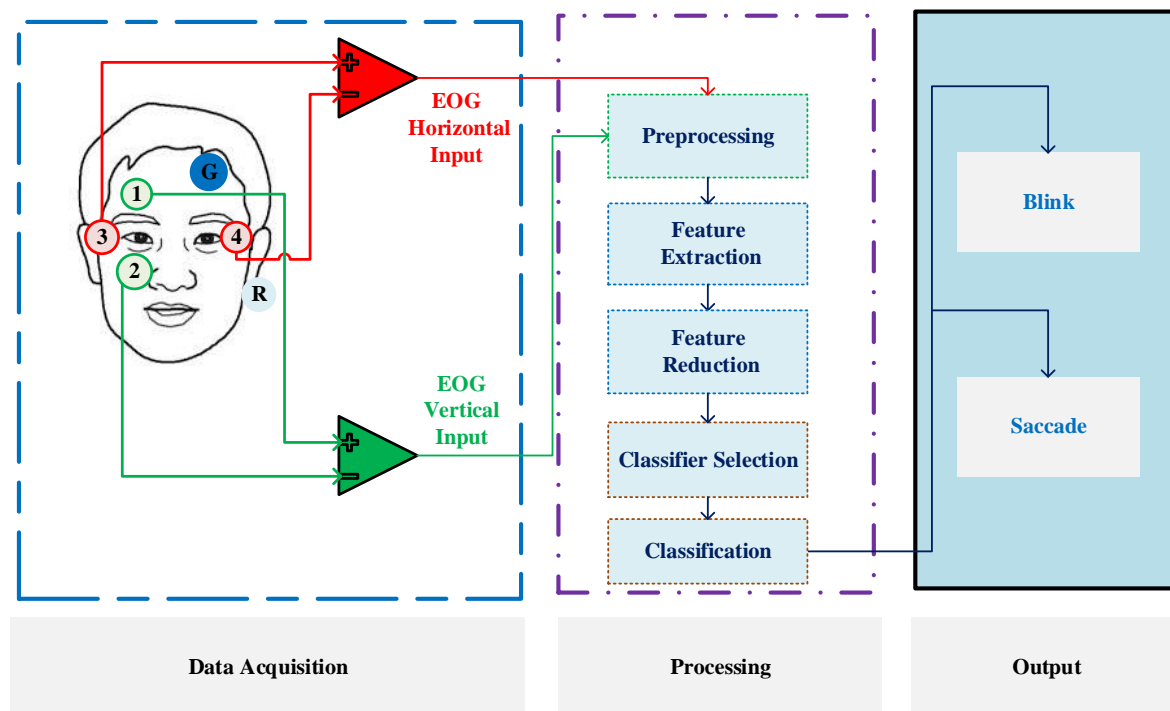 EOG
Horizontal
Input
G
1
3
4
2
R
EOG
Vertical
Input
Preprocessing
Feature
Extraction
Feature
Reduction
Classifier Selection
Classification
Blink
Saccade
Data Acquisition
Processing
Output